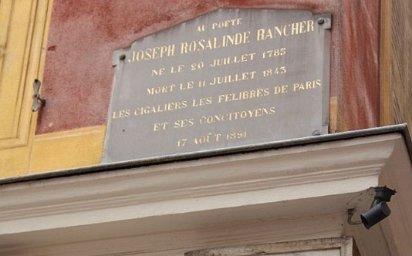 AU POÈTE
JOSEPH ROSALINDE RANCHER
NÉ LE 20 JUILLET 1785
MORT LE 11 JUILLET 1843
LES CIGALIERS LES FÉLIBRES DE PARIS
ET SES CONCITOYENS
17 AOÛT 1891